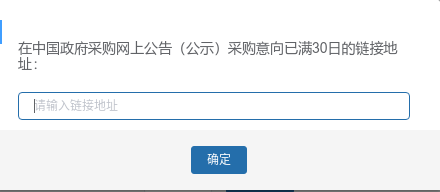 在中国政府采购网上公告（公示）采购意向已满30日的链接地
址：
请输入链接地址
确定